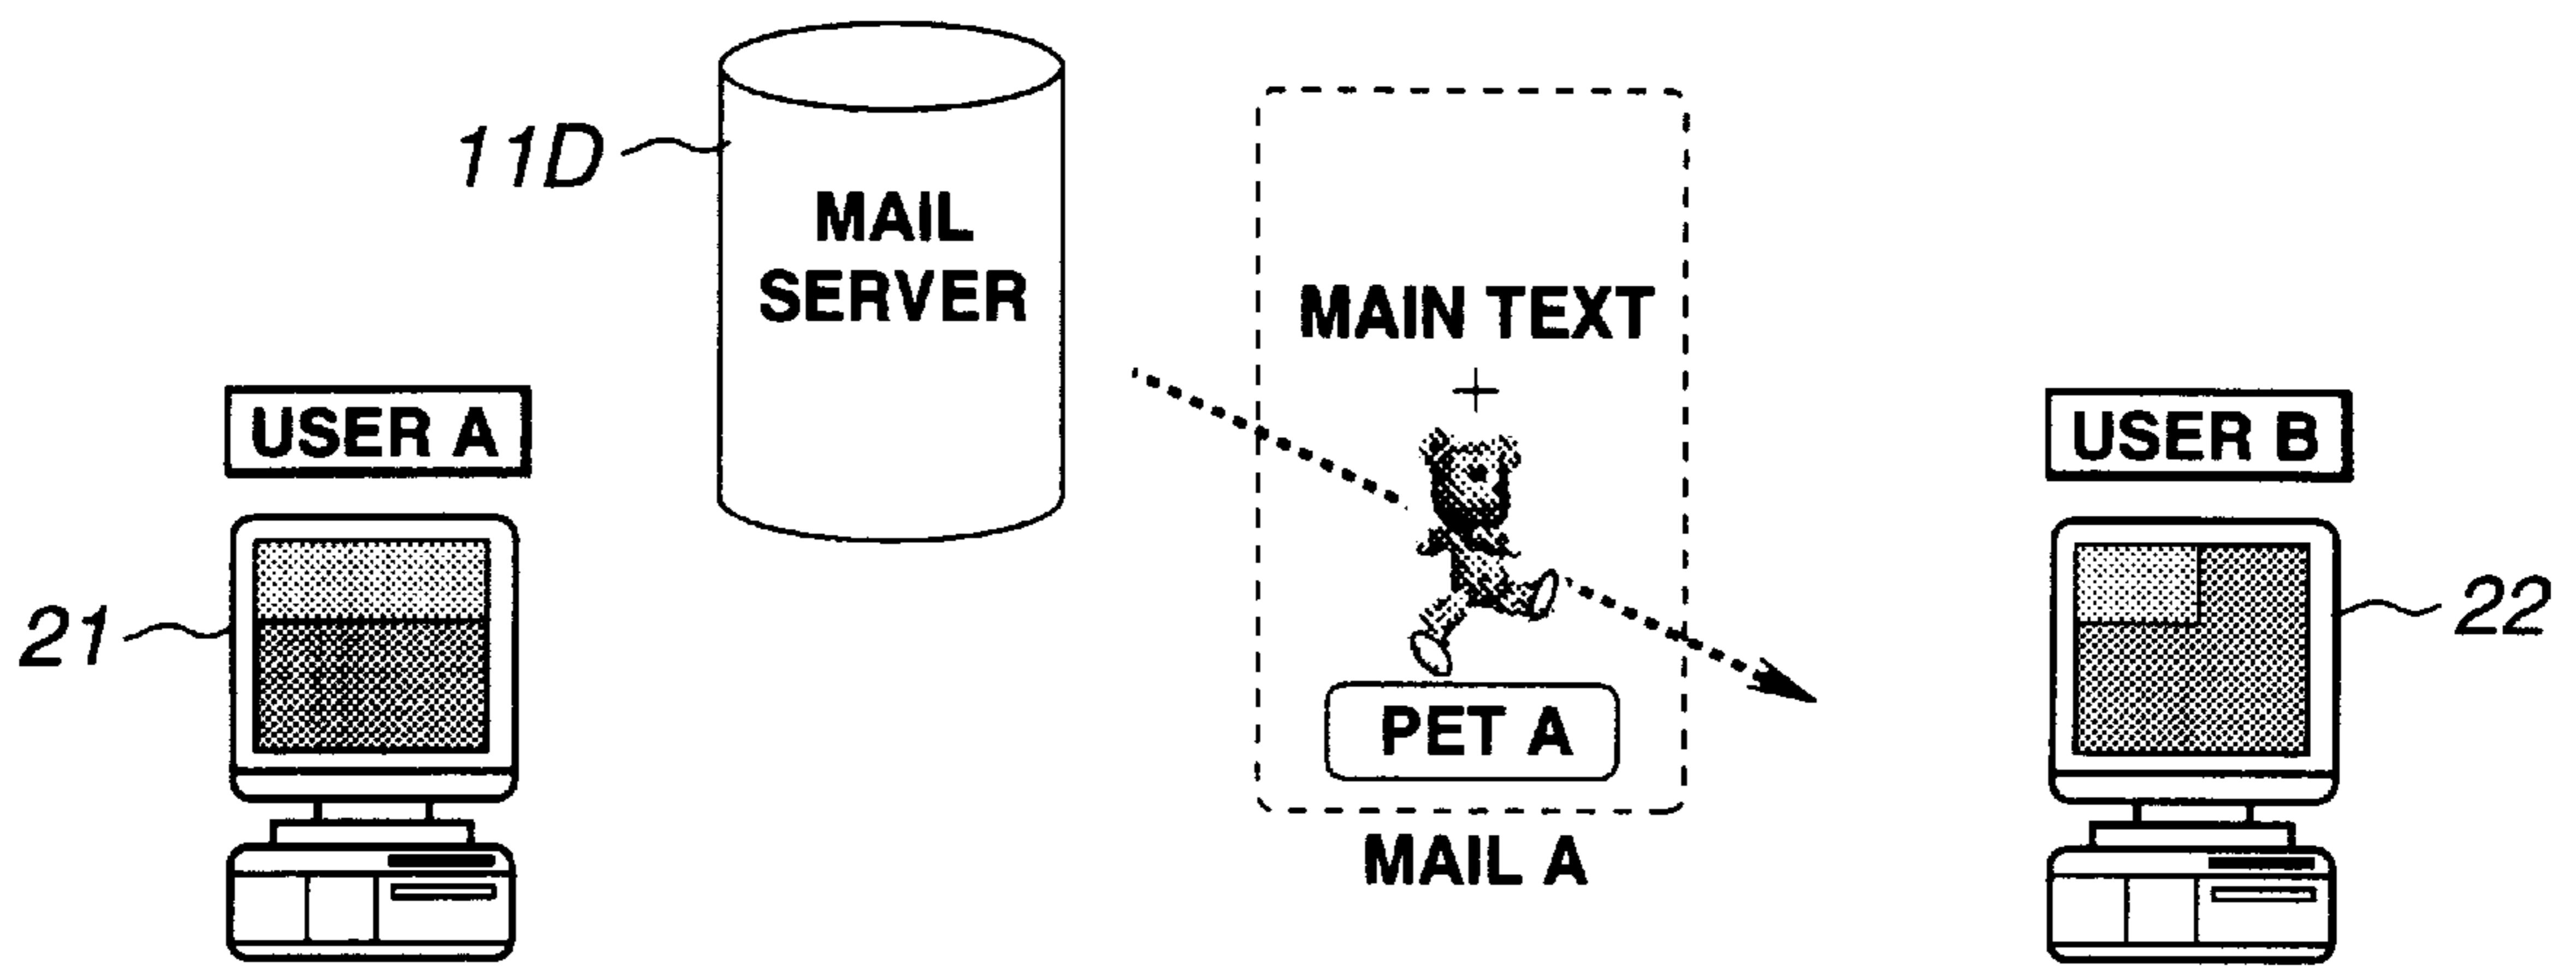 11D
MAIL
SERVER
MAIN TEXT
+
USER A
USER B
21
22
PET A
MAIL A